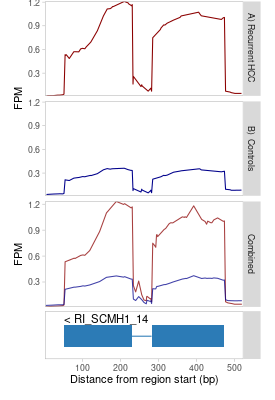 1.2
0.9
0.6
0.3
A) Recurrent HCC
FPM
1.2
0.9
0.6
0.3
B) Controls
1.2
0.9
0.6
0.3
Combined
FPM
< RI_SCMH1_14
100 200 300 400 500
Distance from region start (bp)